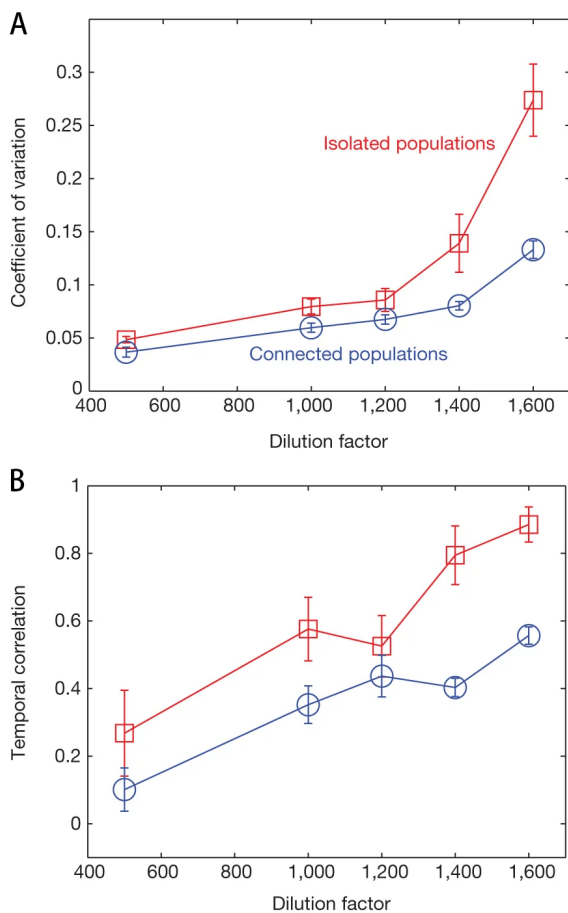 A
0.3
0.25
0.2
0.15
0.1
0.05
0
Coefficient of variation
Isolated populations
Connected populations
400 600 800 1,000 1,200 1,400 1,600
Dilution factor
B
1
0.8
0.6
0.4
0.2
0
Temporal correlation
400 600 800 1,000 1,200 1,400 1,600
Dilution factor